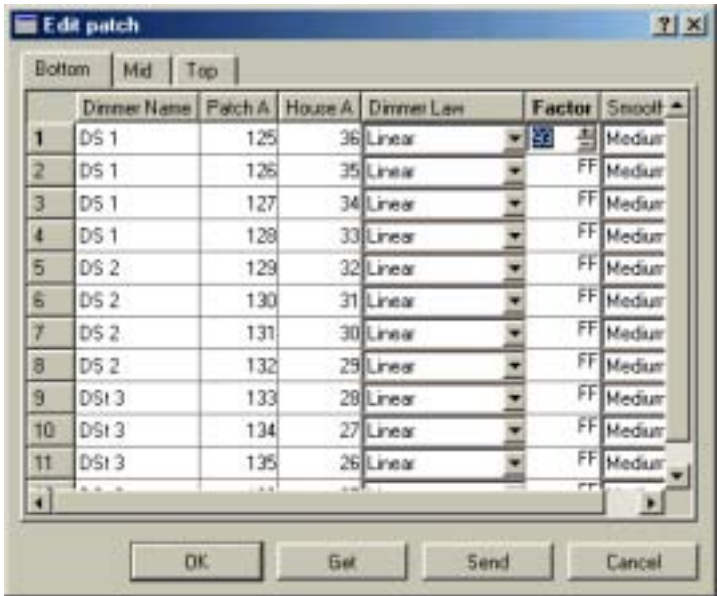 Edit patch
Bottom Mid Top
Dimmer Name Patch A House A Dimmer Law Factor Smooth
1 DS 1 125 36 Linear 93 Medium
2 DS 1 126 35 Linear FF Medium
3 DS 1 127 34 Linear FF Medium
4 DS 1 128 33 Linear FF Medium
5 DS 2 129 32 Linear FF Medium
6 DS 2 130 31 Linear FF Medium
7 DS 2 131 30 Linear FF Medium
8 DS 2 132 29 Linear FF Medium
9 DSt 3 133 28 Linear FF Medium
10 DSt 3 134 27 Linear FF Medium
11 DSt 3 135 26 Linear FF Medium
OK Get Send Cancel